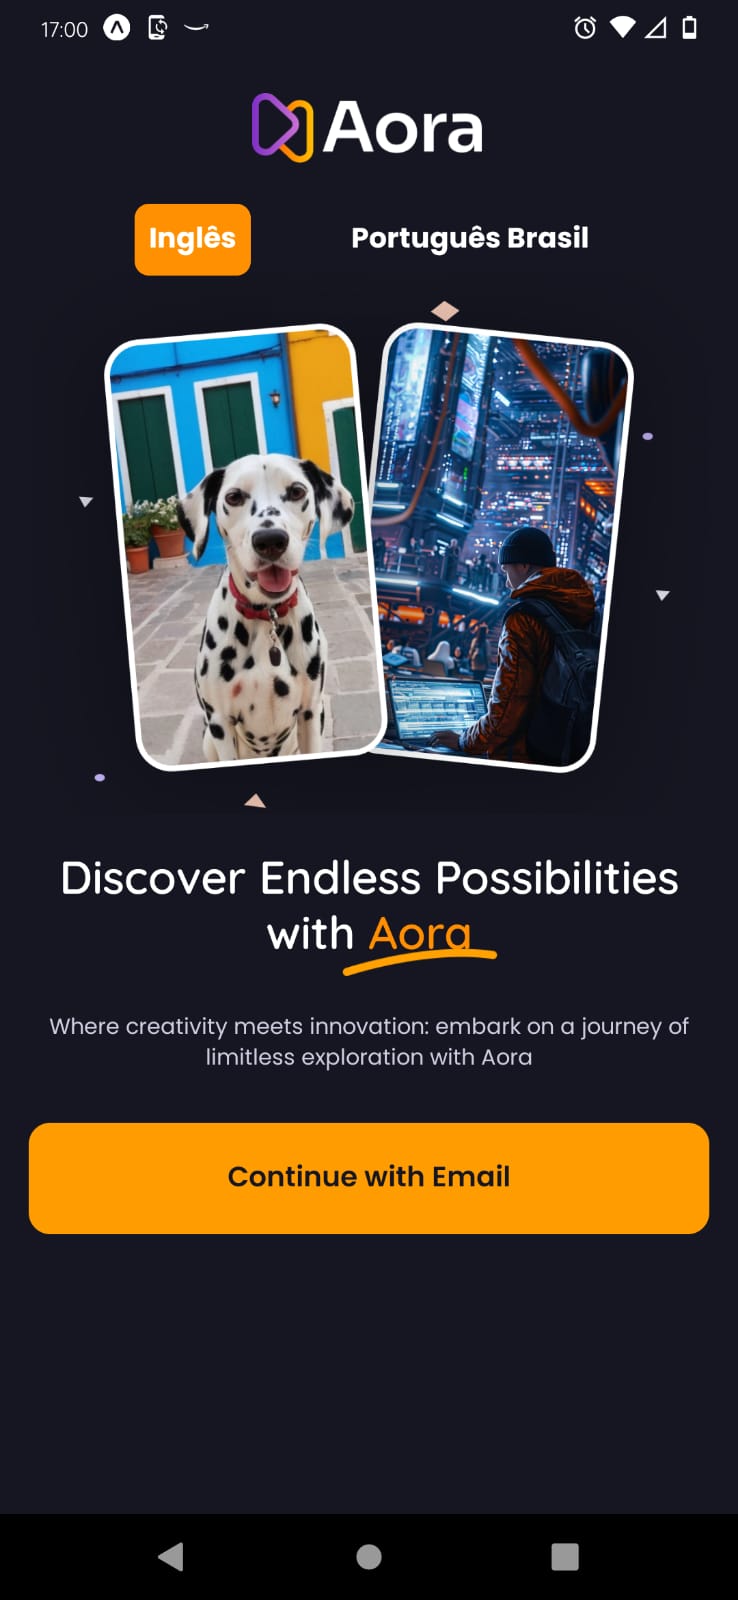 17:00
Aora
Inglês
Português Brasil
Discover Endless Possibilities
with Aora
Where creativity meets innovation: embark on a journey of
limitless exploration with Aora
Continue with Email